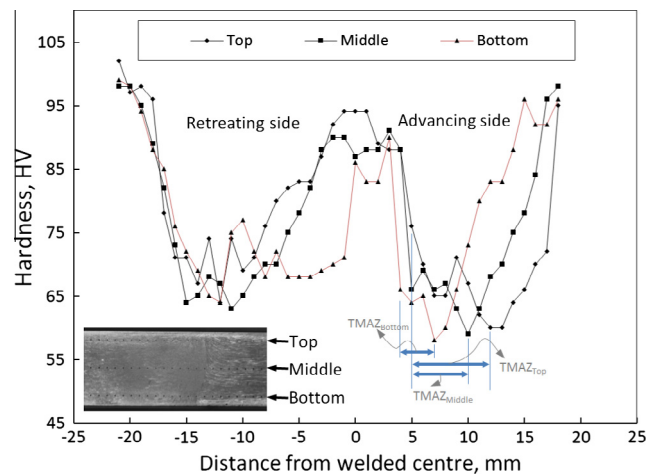 105
95
85
75
65
55
45
Hardness, HV
Top Middle Bottom
Retreating side Advancing side
TMAZBottom
TMAZTop
TMAZMiddle
Top
Middle
Bottom
-25 -20 -15 -10 -5 0 5 10 15 20 25
Distance from welded centre, mm